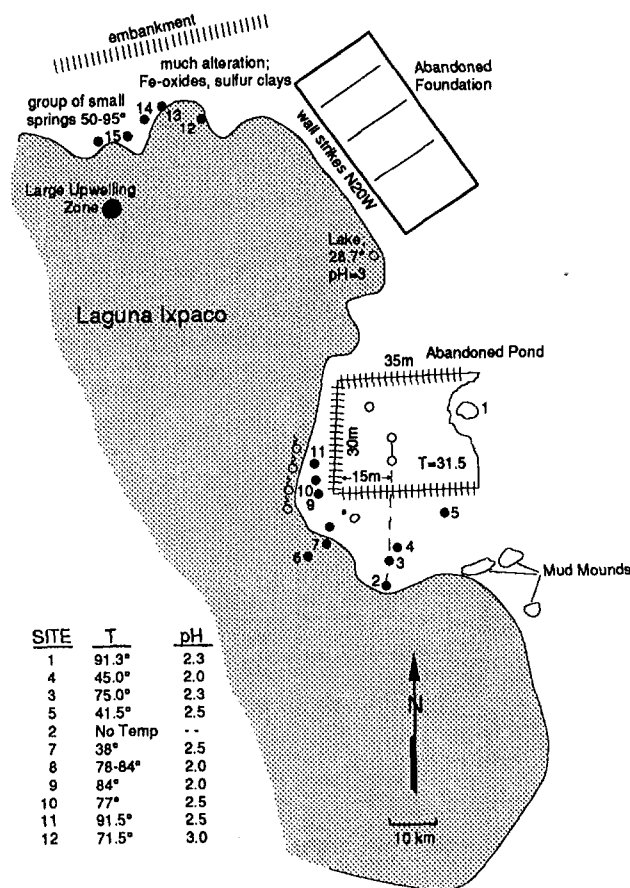 embankment
much alteration;
Fe-oxides, sulfur clays
Abandoned
Foundation
group of small
springs 50-95°
14
13
12
15
wall strikes N20W
Large Upwelling
Zone
Lake,
28.7°
pH=3
Laguna Ixpaco
Abandoned Pond
35m
1
30m
11
T=31.5
15m
10
9
5
7
4
6
3
2
Mud Mounds
N
10 km
SITE T pH
1 91.3° 2.3
4 45.0° 2.0
3 75.0° 2.3
5 41.5° 2.5
2 No Temp - -
7 38° 2.5
8 78-84° 2.0
9 84° 2.0
10 77° 2.5
11 91.5° 2.5
12 71.5° 3.0